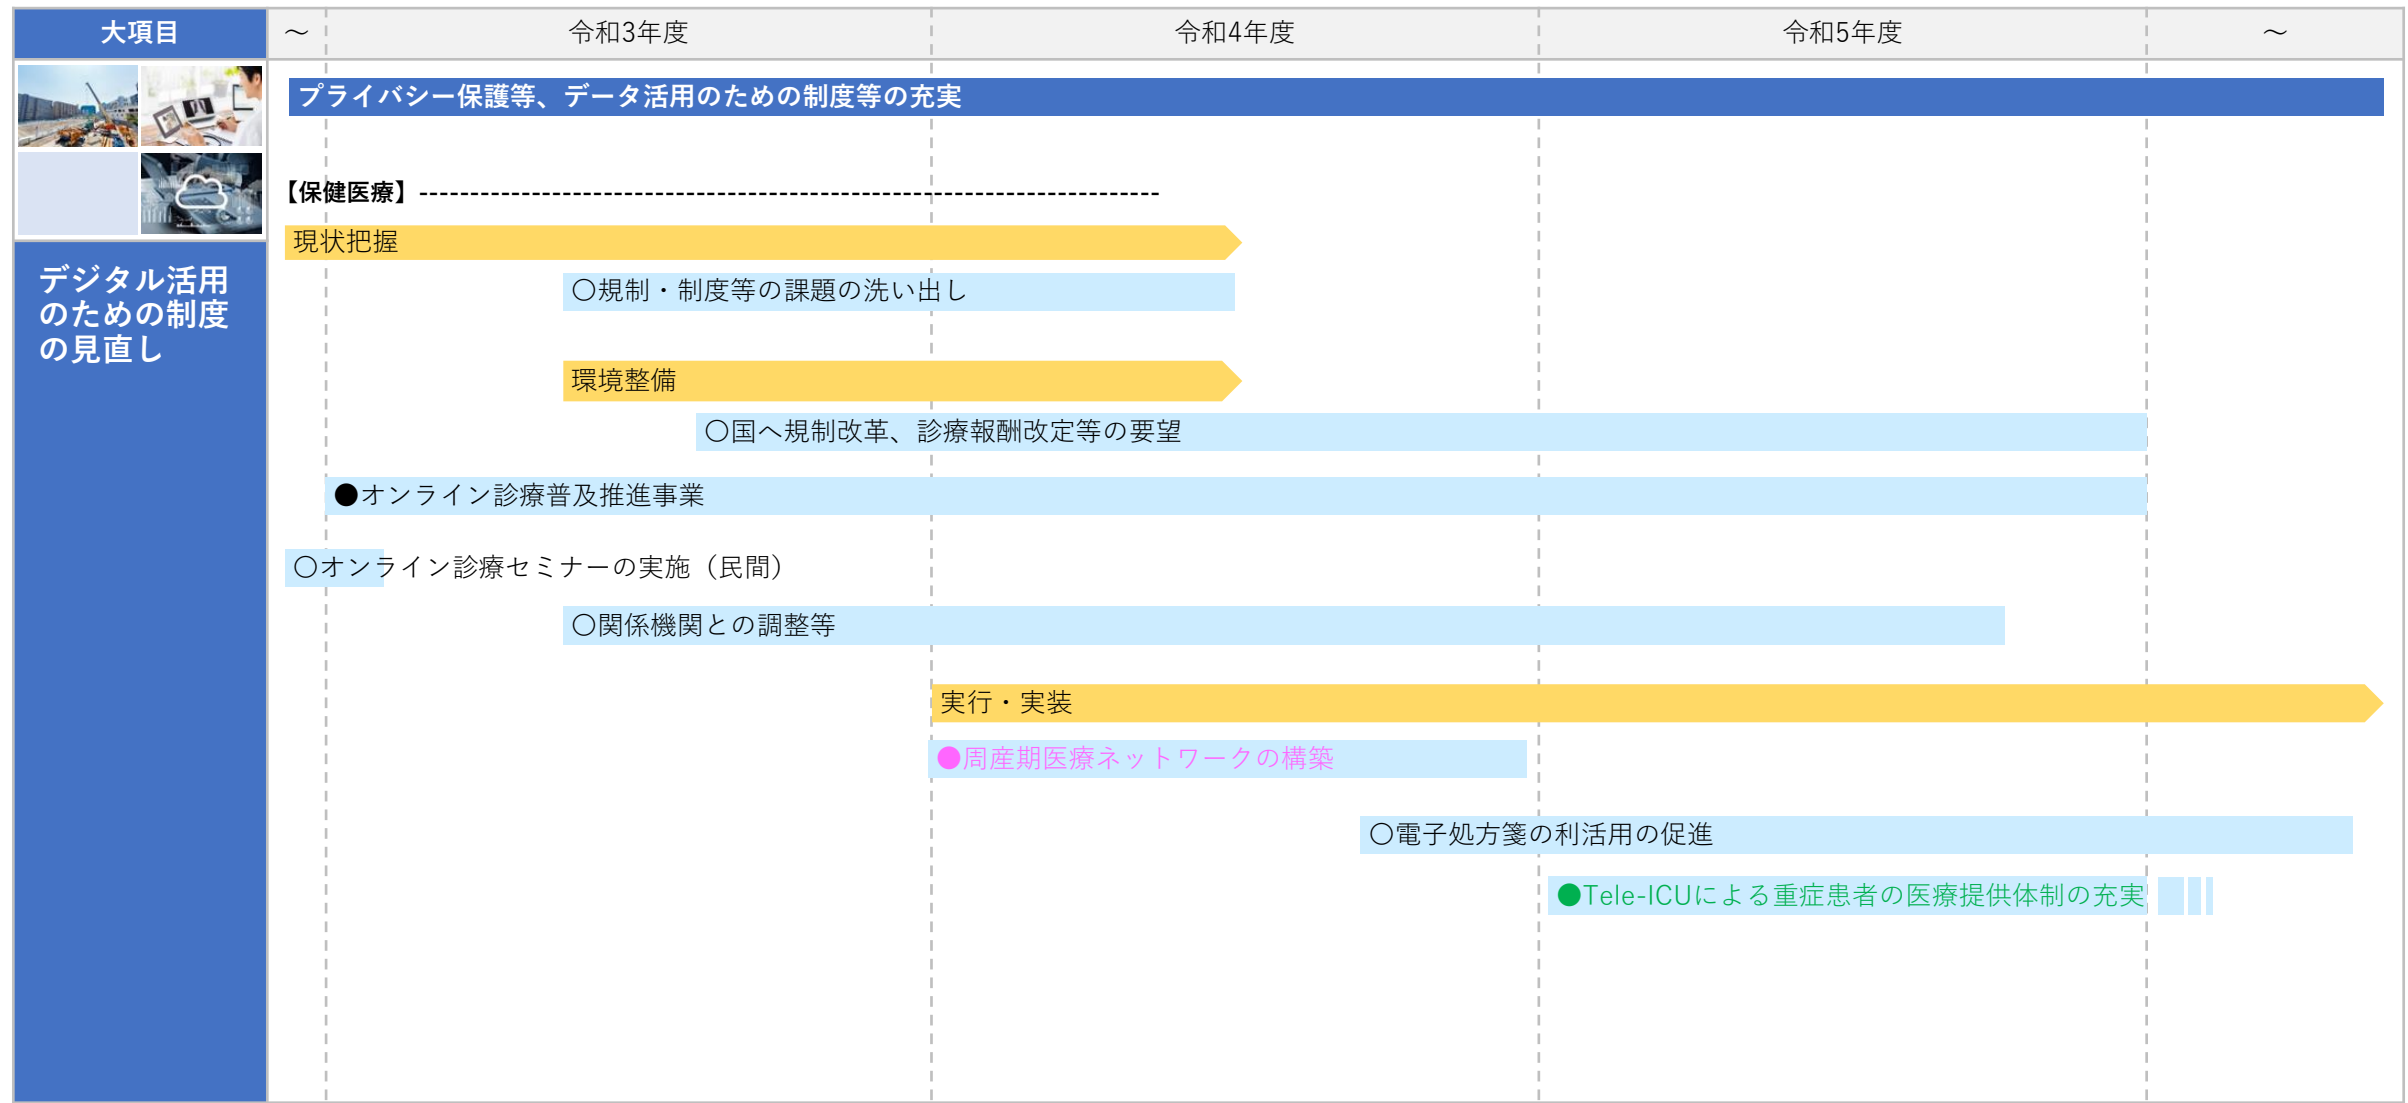 大項目
～
令和3年度
令和4年度
令和5年度
～
プライバシー保護等、データ活用のための制度等の充実
【保健医療】-------------------------------------------------------------------------
現状把握
デジタル活用
のための制度
の見直し
〇規制・制度等の課題の洗い出し
環境整備
〇国へ規制改革、診療報酬改定等の要望
●オンライン診療普及推進事業
〇オンライン診療セミナーの実施（民間）
〇関係機関との調整等
実行・実装
●周産期医療ネットワークの構築
〇電子処方箋の利活用の促進
●Tele-ICUによる重症患者の医療提供体制の充実